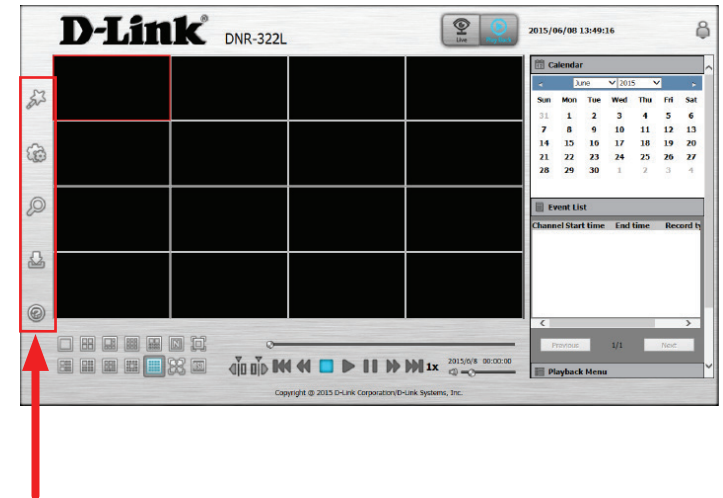 D-Link®
DNR-322L
Live
Playback
2015/06/08 13:49:16
Calendar
June 2015
Sun Mon Tue Wed Thu Fri Sat
31 1 2 3 4 5 6
7 8 9 10 11 12 13
14 15 16 17 18 19 20
21 22 23 24 25 26 27
28 29 30 1 2 3 4
Event List
Channel Start time End time Record ty
Previous 1/1 Next
1x
2015/6/8 00:00:00
Playback Menu
Copyright @ 2015 D-Link Corporation/D-Link Systems, Inc.